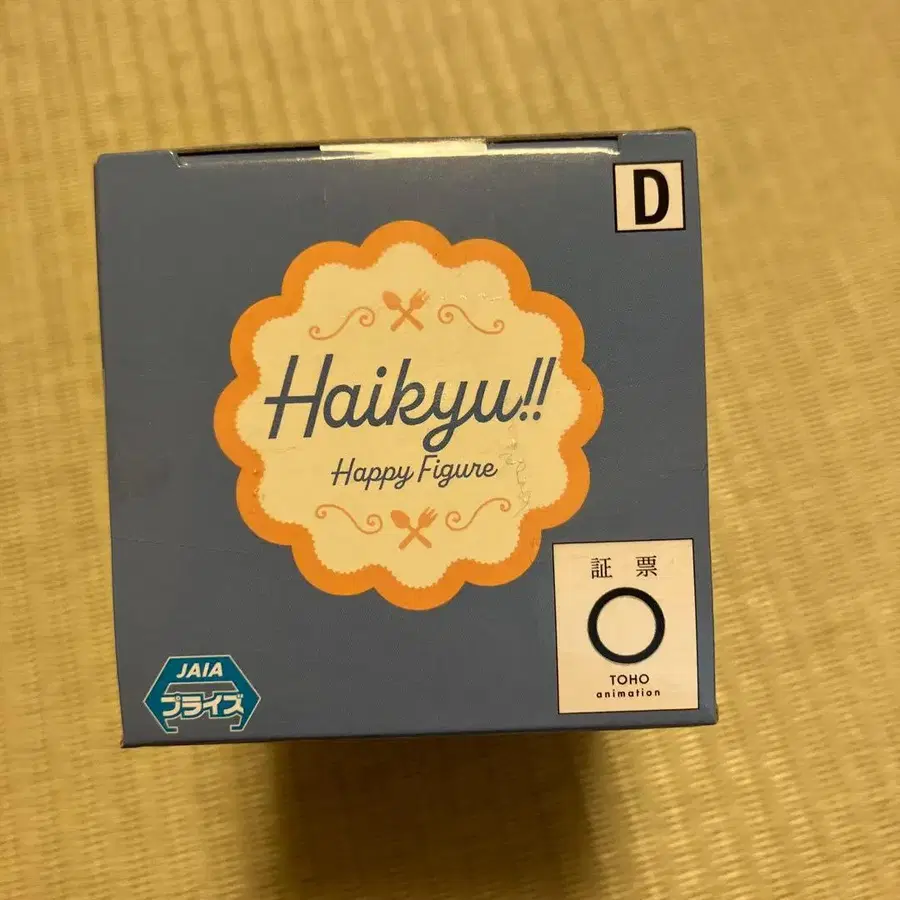 D
Haikyu!!
Happy Figure
証票
TOHO
animation
JAIA
プライズ